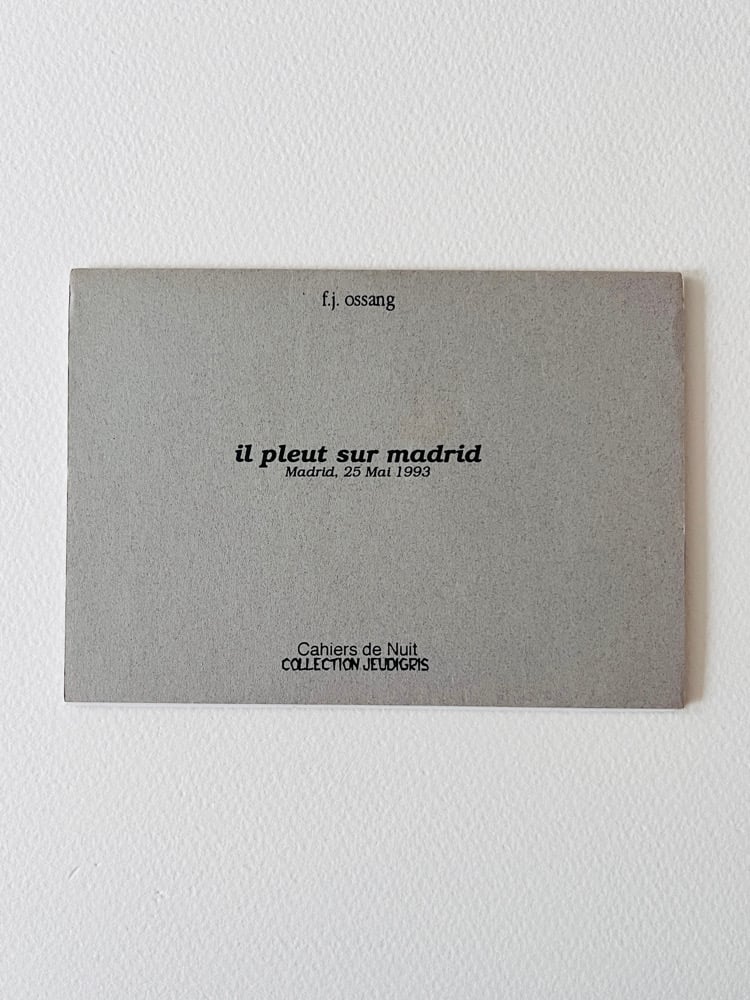 f.j. ossang
il pleut sur madrid
Madrid, 25 Mai 1993
Cahiers de Nuit
COLLECTION JEUDIGRIS